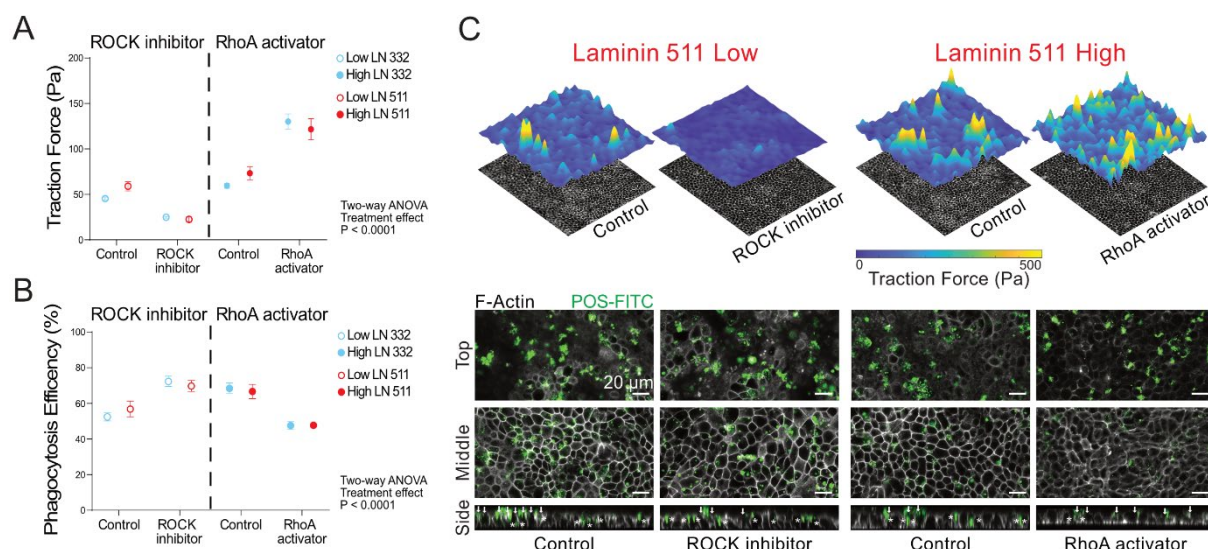 A
ROCK inhibitor
RhoA activator
Traction Force (Pa)
200
150
100
50
0
Low LN 332
High LN 332
Low LN 511
High LN 511
Two-way ANOVA
Treatment effect
P < 0.0001
Control
ROCK
inhibitor
Control
RhoA
activator
B
ROCK inhibitor
RhoA activator
Phagocytosis Efficency (%)
100
80
60
40
20
0
Low LN 332
High LN 332
Low LN 511
High LN 511
Two-way ANOVA
Treatment effect
P < 0.0001
Control
ROCK
inhibitor
Control
RhoA
activator
C
Laminin 511 Low
Laminin 511 High
Control
ROCK inhibitor
Control
RhoA activator
0
500
Traction Force (Pa)
F-Actin
POS-FITC
Top
20 µm
Middle
Side
Control
ROCK inhibitor
Control
RhoA activator